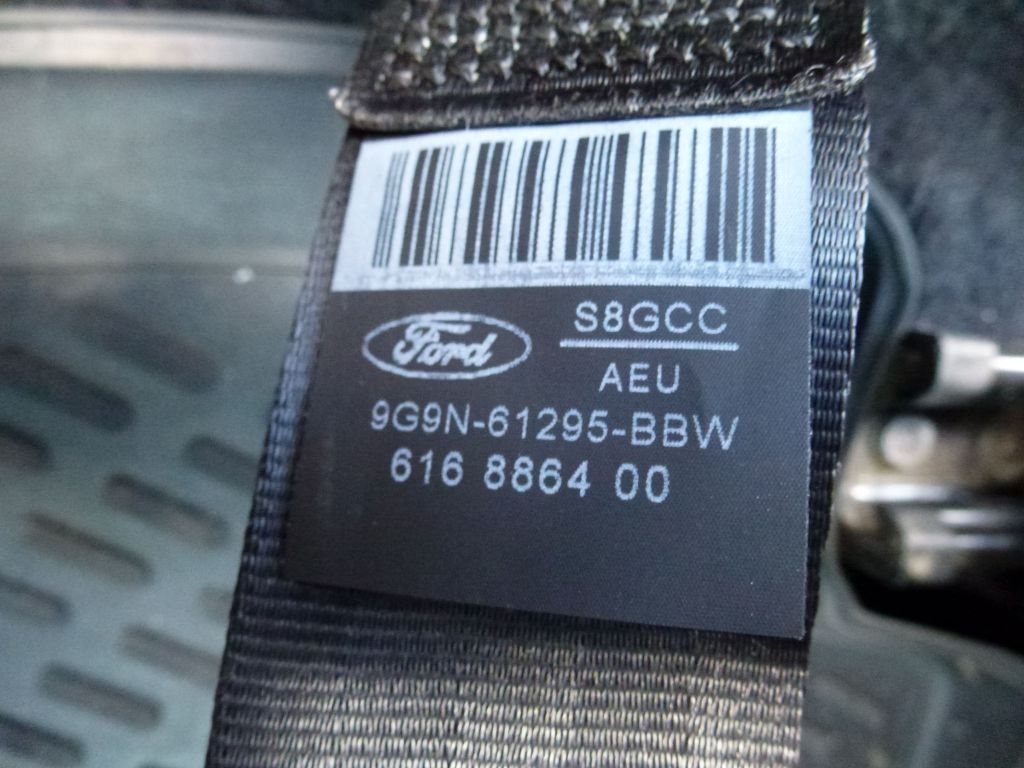 Ford
S8GCC
AEU
9G9N-61295-BBW
616 8864 00